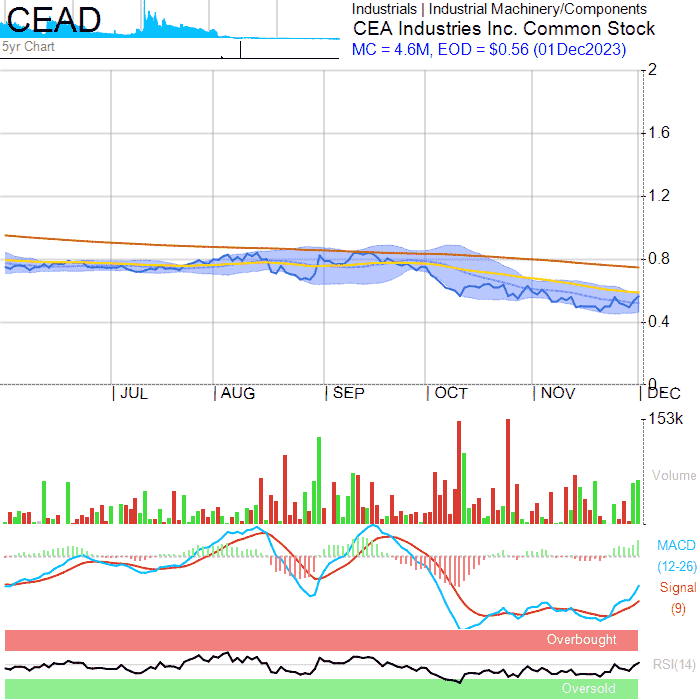 CEAD
5yr Chart
Industrials | Industrial Machinery/Components
CEA Industries Inc. Common Stock
MC = 4.6M, EOD = $0.56 (01Dec2023)
2
1.6
1.2
0.8
0.4
0
JUL
AUG
SEP
OCT
NOV
DEC
153k
Volume
MACD
(12-26)
Signal
(9)
Overbought
RSI(14)
Oversold